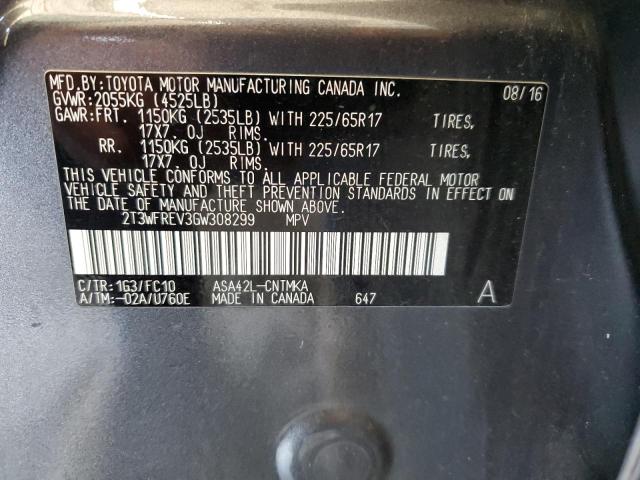 MFD.BY:TOYOTA MOTOR MANUFACTURING CANADA INC. 08/16
GVWR:2055KG (4525LB)
GAWR:FRT. 1150KG (2535LB) WITH 225/65R17 TIRES,
17X7.0J RIMS.
RR. 1150KG (2535LB) WITH 225/65R17 TIRES,
17X7.0J RIMS.
THIS VEHICLE CONFORMS TO ALL APPLICABLE FEDERAL MOTOR
VEHICLE SAFETY AND THEFT PREVENTION STANDARDS IN EFFECT ON
THE DATE OF MANUFACTURE SHOWN ABOVE.
2T3WFREV3GW308299 MPV
C/TR:1G3/FC10 ASA42L-CNTMKA
A/TM:-02A/U760E MADE IN CANADA 647 A